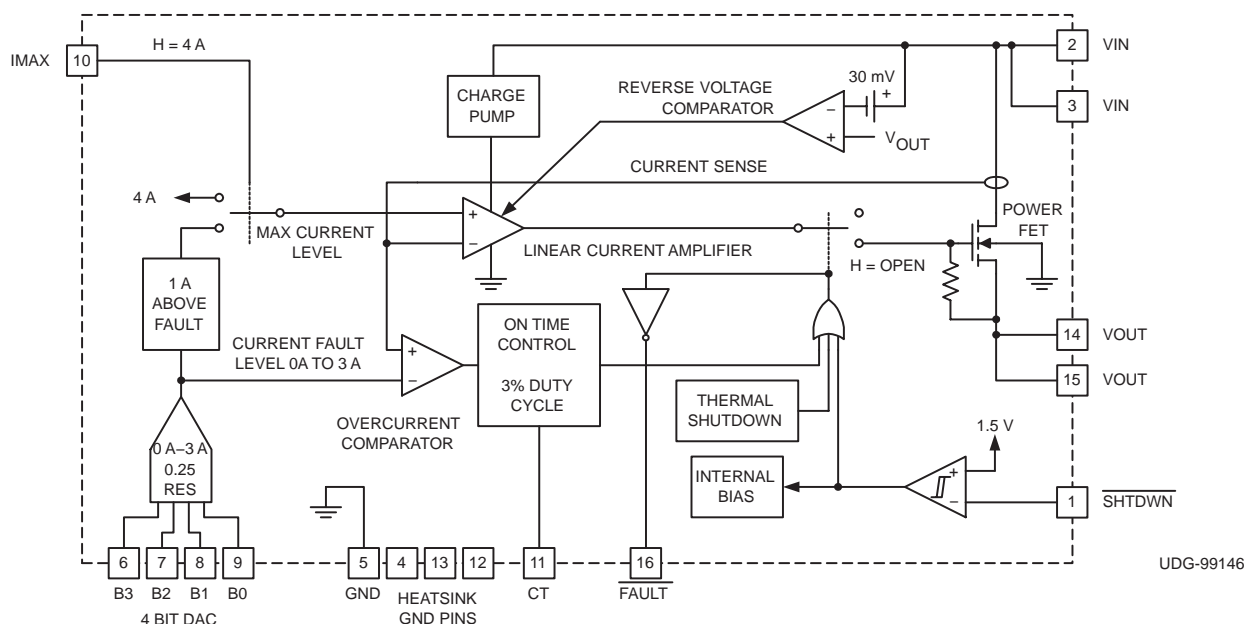 H = 4 A
IMAX
10
2
VIN
CHARGE
PUMP
REVERSE VOLTAGE
COMPARATOR
30 mV
+
−
+
VOUT
3
VIN
CURRENT SENSE
4 A
+
−
MAX CURRENT
LEVEL
LINEAR CURRENT AMPLIFIER
POWER
FET
H = OPEN
1 A
ABOVE
FAULT
CURRENT FAULT
LEVEL 0A TO 3 A
+
−
OVERCURRENT
COMPARATOR
ON TIME
CONTROL
3% DUTY
CYCLE
14
VOUT
15
VOUT
THERMAL
SHUTDOWN
1.5 V
0 A–3 A
0.25
RES
INTERNAL
BIAS
+
−
1
SHTDWN
6
7
8
9
5
4
13
12
11
16
UDG-99146
B3
B2
B1
B0
GND
HEATSINK
GND PINS
CT
FAULT
4 BIT DAC